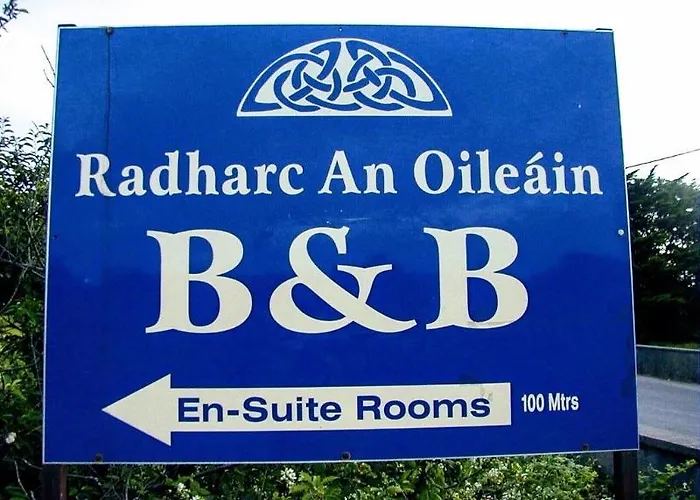 Radharc An Oileáin
B&B
En-Suite Rooms 100 Mtrs